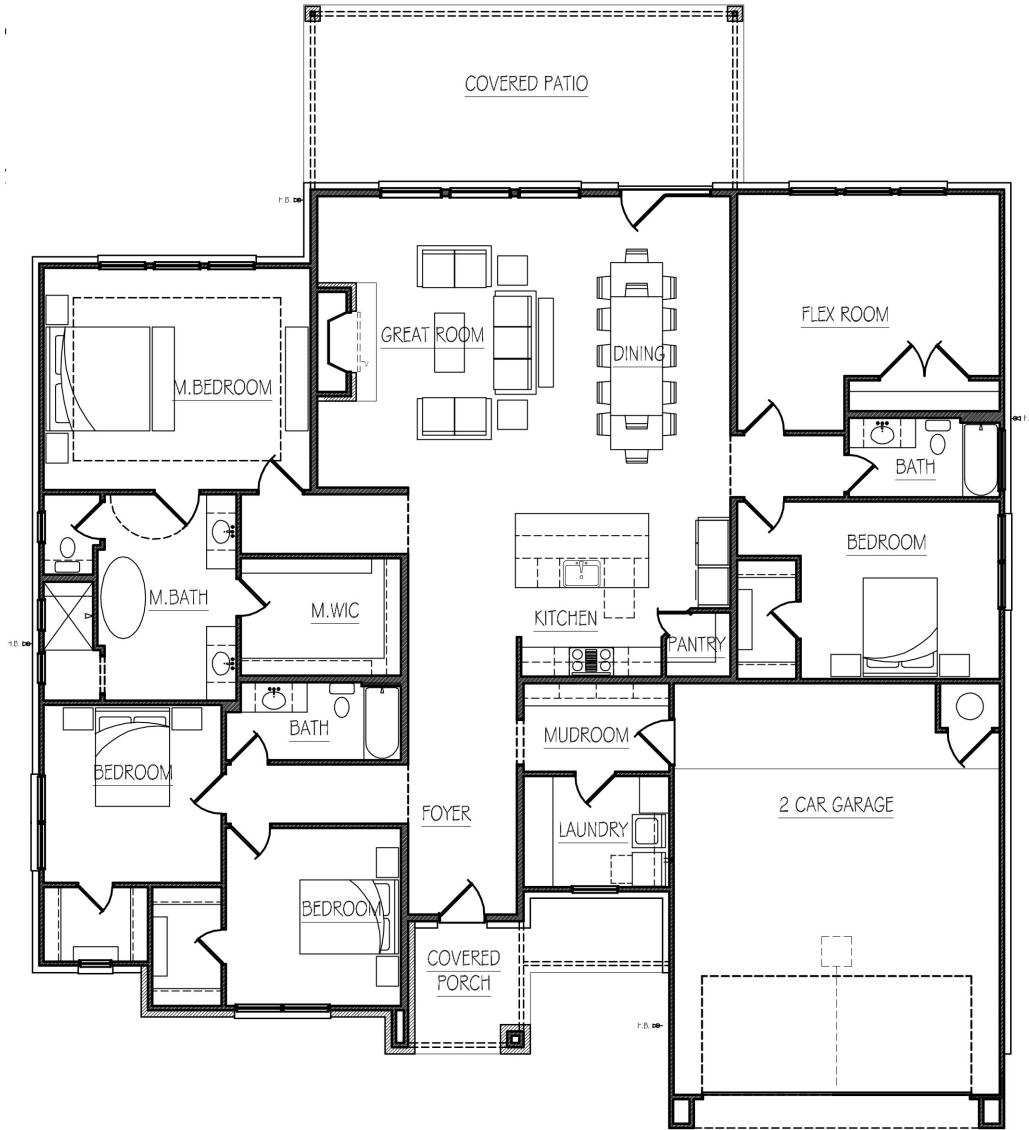 COVERED PATIO
H.B.
FLEX ROOM
GREAT ROOM
TV
DINING
M.BEDROOM
H.
BATH
BEDROOM
M.BATH
M.WIC
KITCHEN
PANTRY
H.B.
BATH
MUDROOM
BEDROOM
2 CAR GARAGE
FOYER
LAUNDRY
BEDROOM
COVERED
PORCH
H.B.